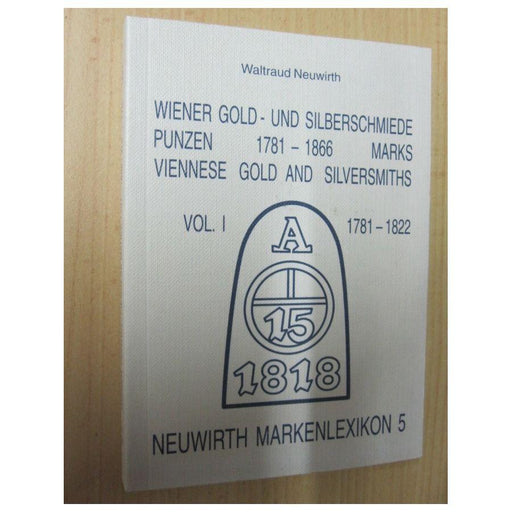 Waltraud Neuwirth
WIENER GOLD - UND SILBERSCHMIEDE
PUNZEN 1781 – 1866 MARKS
VIENNESE GOLD AND SILVERSMITHS
VOL. I 1781 – 1822
A
15
1818
NEUWIRTH MARKENLEXIKON 5